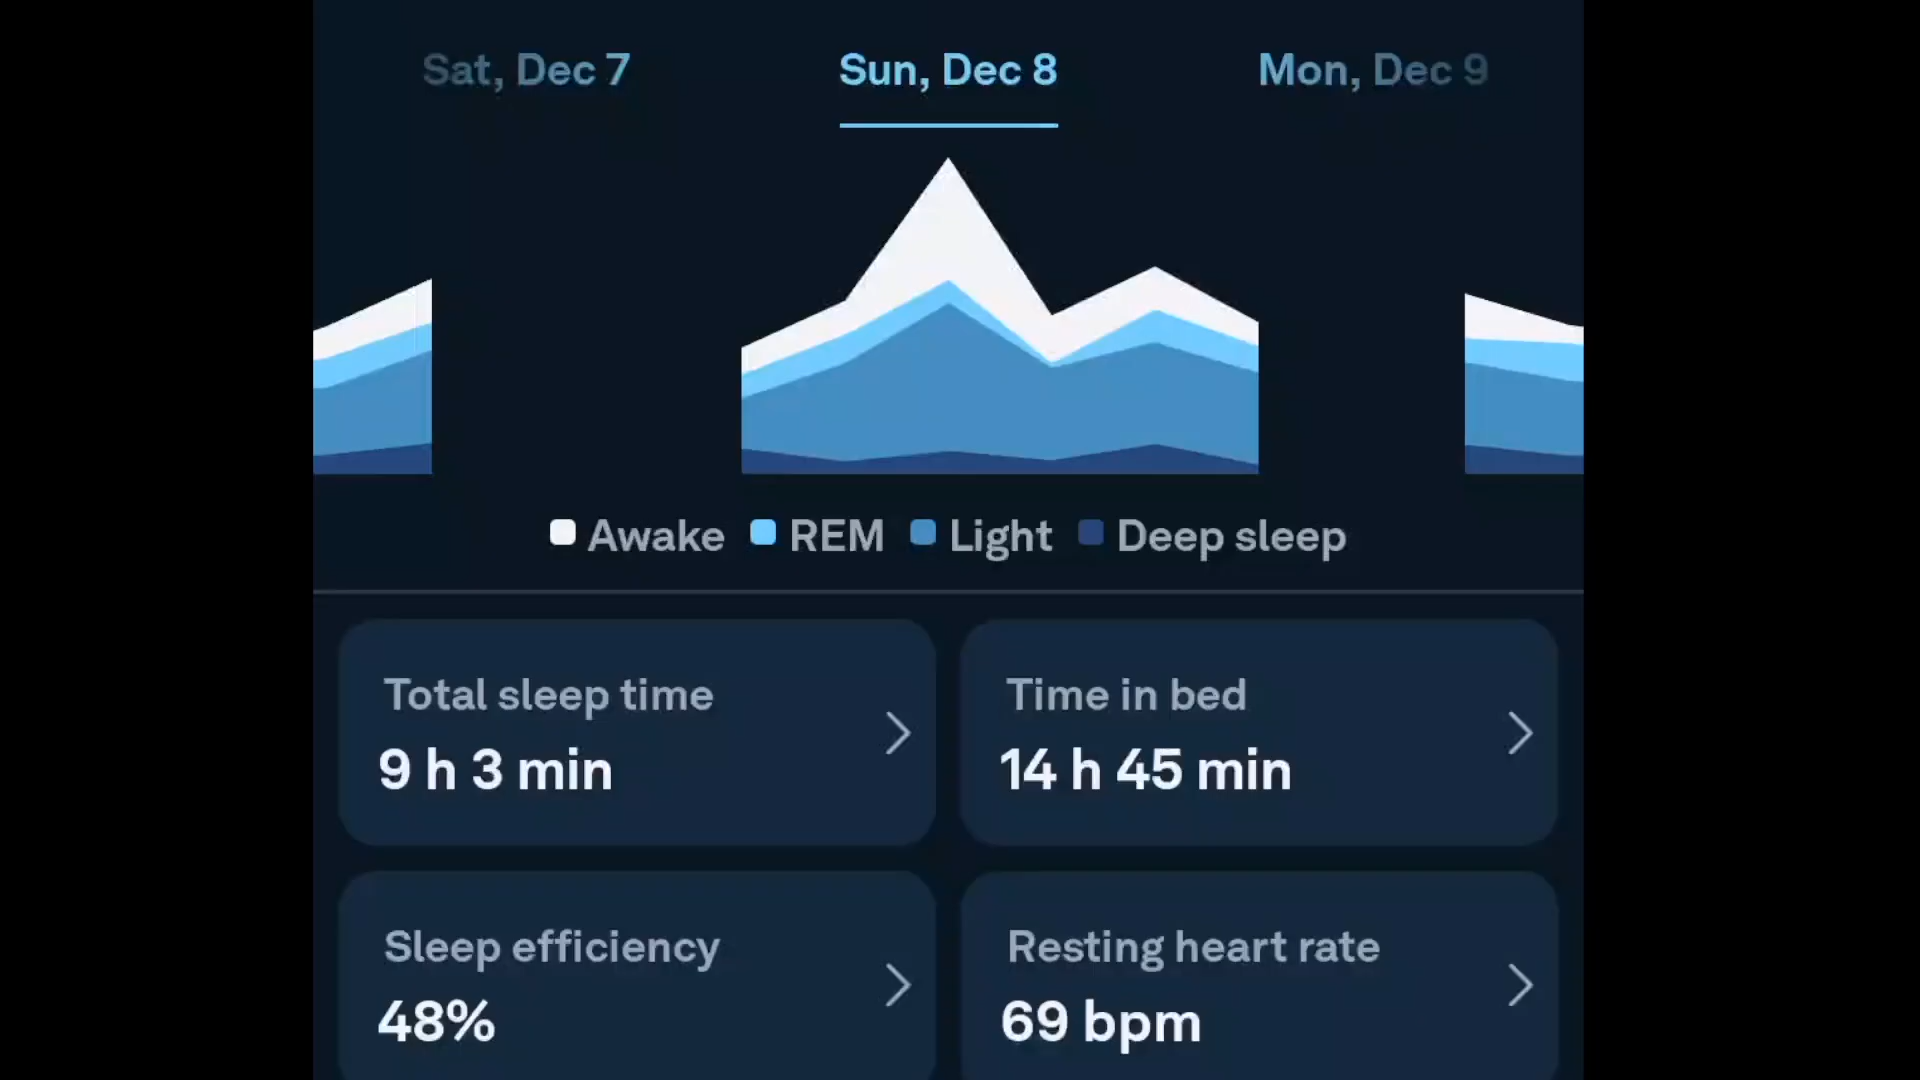 Sat, Dec 7
Sun, Dec 8
Mon, Dec 9
Awake REM Light Deep sleep
Total sleep time
9 h 3 min
Time in bed
14 h 45 min
Sleep efficiency
48%
Resting heart rate
69 bpm